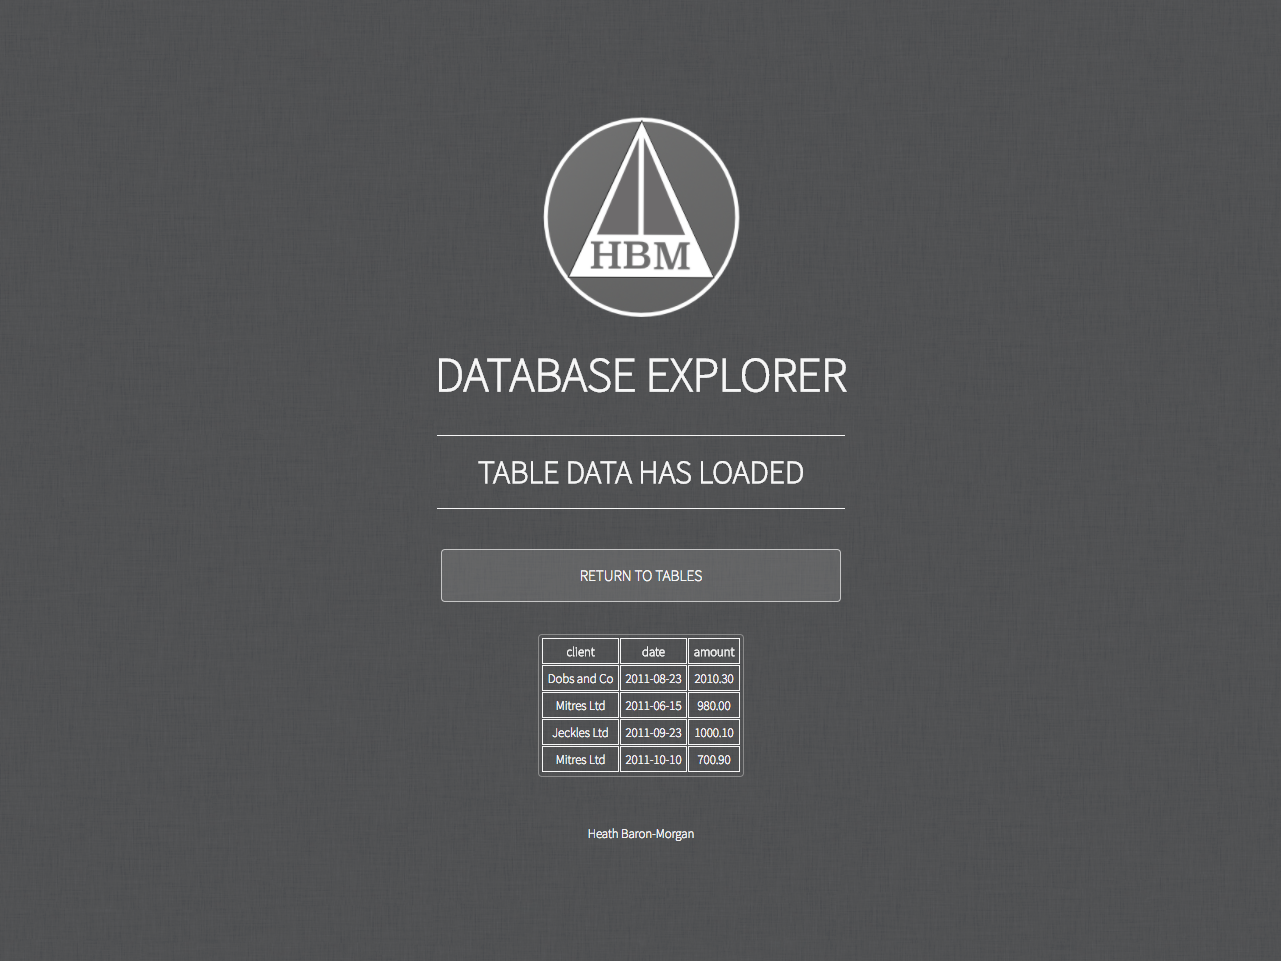 HBM
DATABASE EXPLORER
TABLE DATA HAS LOADED
RETURN TO TABLES
client date amount
Dobs and Co 2011-08-23 2010.30
Mitres Ltd 2011-06-15 980.00
Jeckles Ltd 2011-09-23 1000.10
Mitres Ltd 2011-10-10 700.90
Heath Baron-Morgan